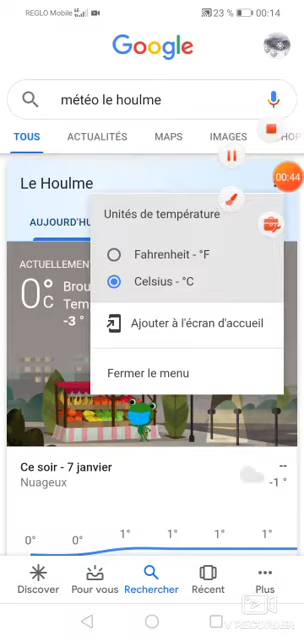 REGLO Mobile
23 %
00:14
Google
météo le houlme
TOUS
ACTUALITÉS
MAPS
IMAGES
00:44
Le Houlme
AUJOURD'HU
Unités de température
Fahrenheit - °F
Celsius - °C
Ajouter à l'écran d'accueil
Fermer le menu
ACTUELLEMEN
0°C
Brou
Tem
-3 °
Ce soir - 7 janvier
Nuageux
--
-1 °
0° 0° 1° 1° 1° 1°
Discover
Pour vous
Rechercher
Récent
Plus
V RECORDER